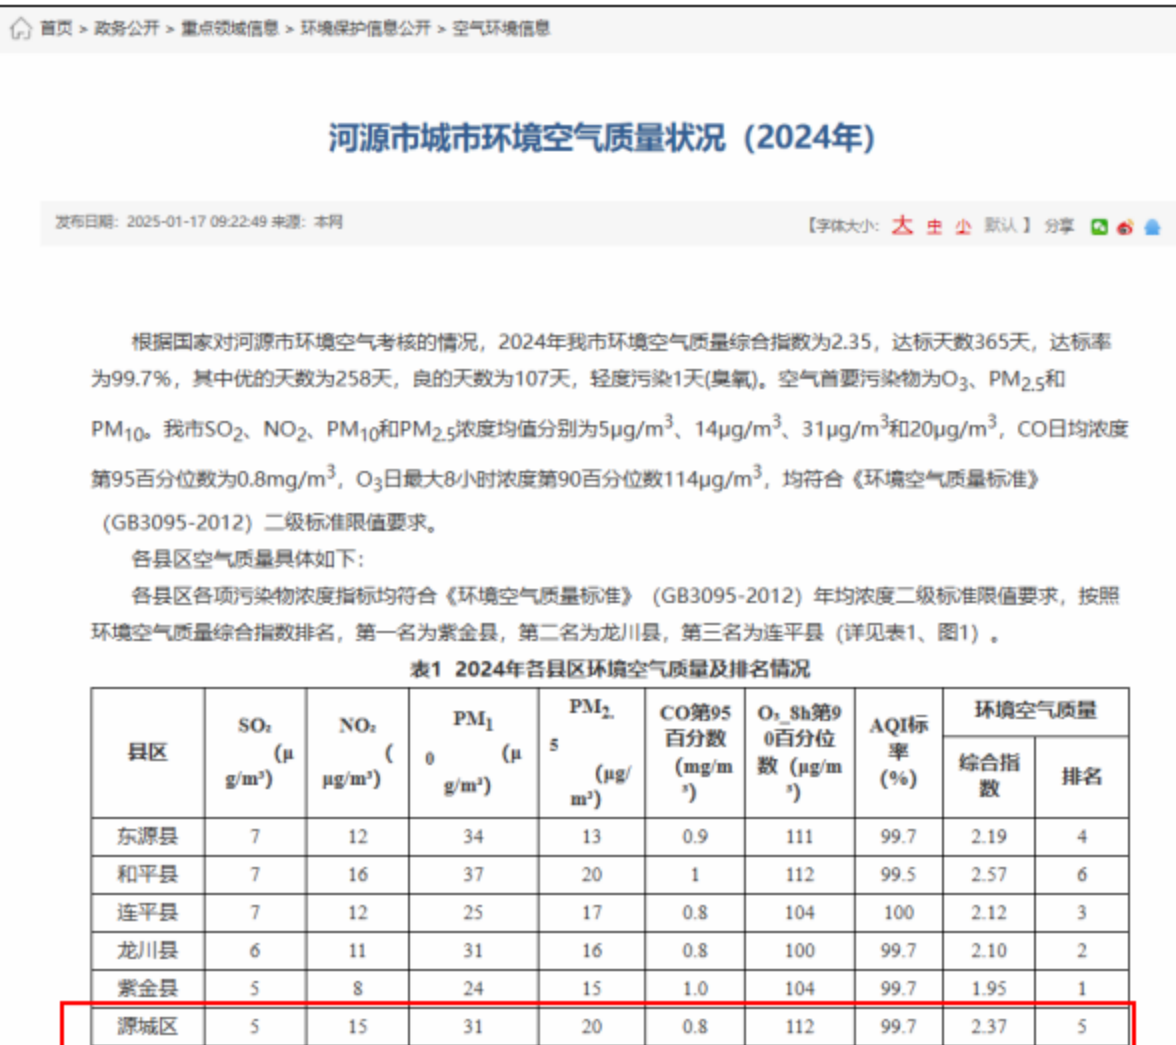 首页 > 政务公开 > 重点领域信息 > 环境保护信息公开 > 空气环境信息
河源市城市环境空气质量状况（2024年）
发布日期：2025-01-17 09:22:49 来源：本网
【字体大小：大 中 小 默认 】 分享
根据国家对河源市环境空气考核的情况，2024年我市环境空气质量综合指数为2.35，达标天数365天，达标率
为99.7%，其中优的天数为258天，良的天数为107天，轻度污染1天(臭氧)。空气首要污染物为O₃、PM₂.₅和
PM₁₀。我市SO₂、NO₂、PM₁₀和PM₂.₅浓度均值分别为5μg/m³、14μg/m³、31μg/m³和20μg/m³，CO日均浓度
第95百分位数为0.8mg/m³，O₃日最大8小时浓度第90百分位数114μg/m³，均符合《环境空气质量标准》
（GB3095-2012）二级标准限值要求。
各县区空气质量具体如下：
各县区各项污染物浓度指标均符合《环境空气质量标准》（GB3095-2012）年均浓度二级标准限值要求，按照
环境空气质量综合指数排名，第一名为紫金县，第二名为龙川县，第三名为连平县（详见表1、图1）。
表1 2024年各县区环境空气质量及排名情况
县区 SO₂（μg/m³） NO₂（μg/m³） PM₁₀（μg/m³） PM₂.₅（μg/m³） CO第95百分数（mg/m³） O₃_8h第90百分位数（μg/m³） AQI标率（%） 环境空气质量
综合指数 排名
东源县 7 12 34 13 0.9 111 99.7 2.19 4
和平县 7 16 37 20 1 112 99.5 2.57 6
连平县 7 12 25 17 0.8 104 100 2.12 3
龙川县 6 11 31 16 0.8 100 99.7 2.10 2
紫金县 5 8 24 15 1.0 104 99.7 1.95 1
源城区 5 15 31 20 0.8 112 99.7 2.37 5